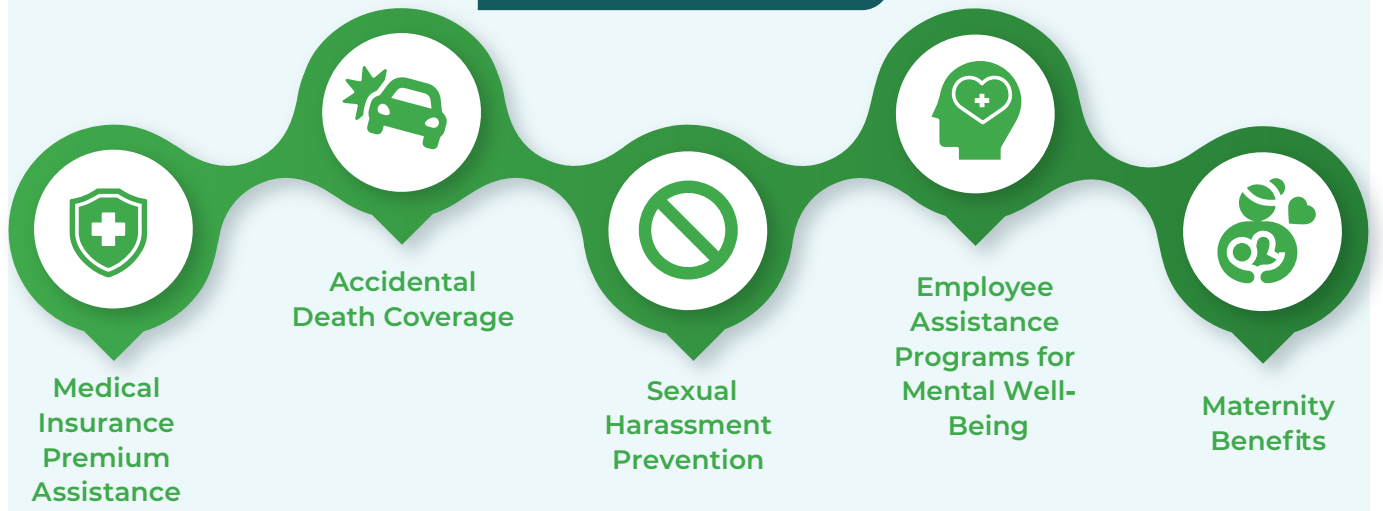 Medical
Insurance
Premium
Assistance
Accidental
Death Coverage
Sexual
Harassment
Prevention
Employee
Assistance
Programs for
Mental Well-
Being
Maternity
Benefits